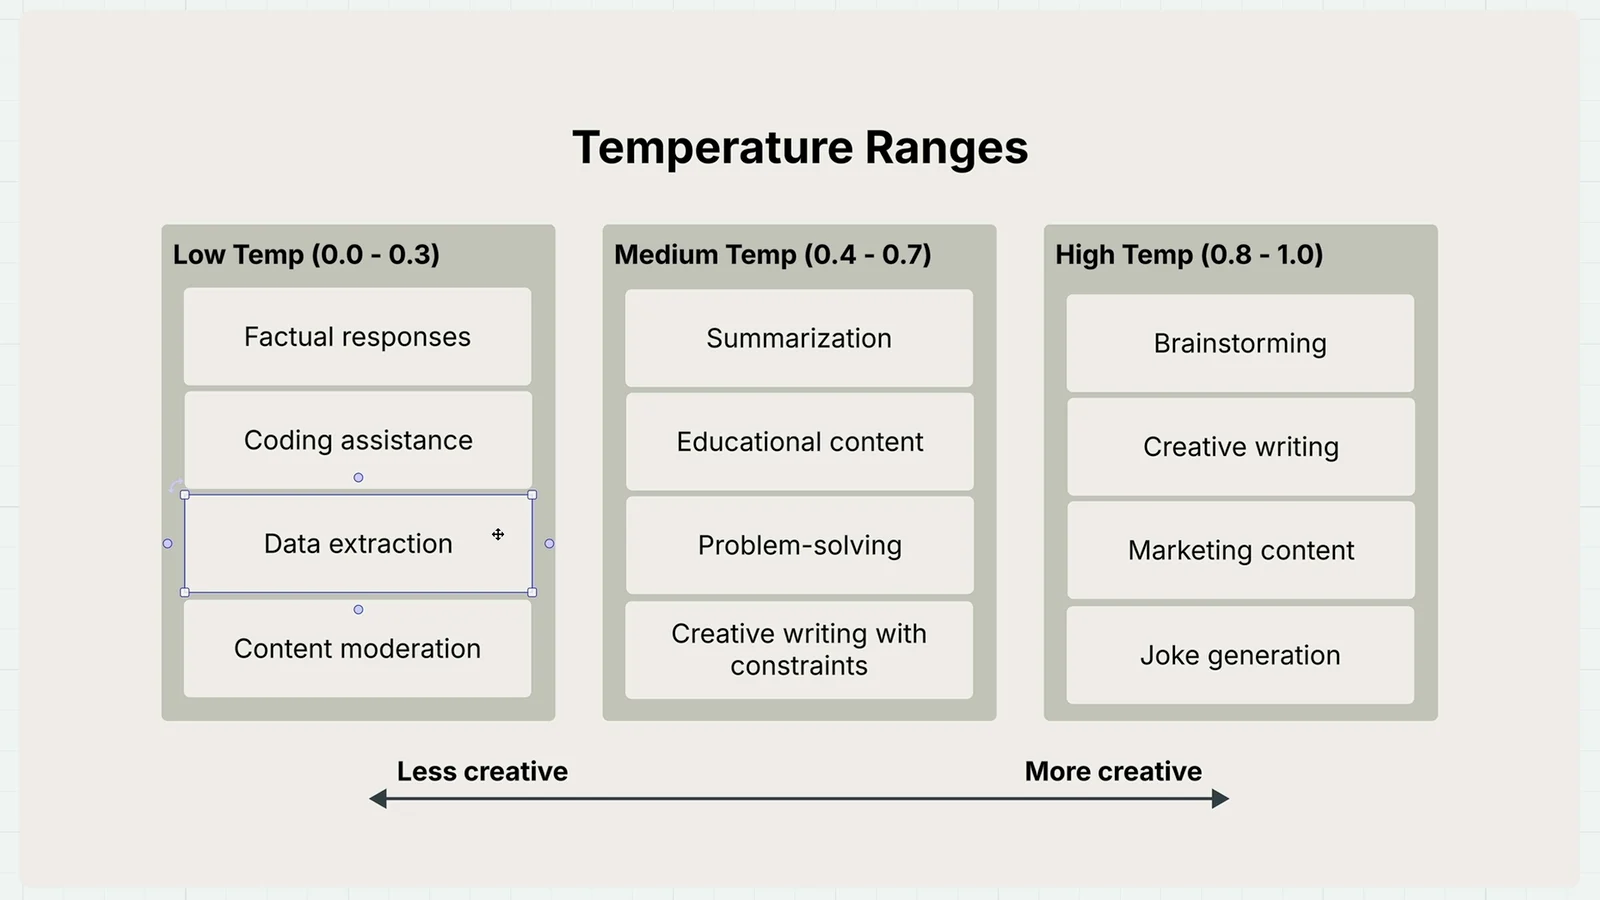 Temperature Ranges
Low Temp (0.0 - 0.3)
Factual responses
Coding assistance
Data extraction
Content moderation
Medium Temp (0.4 - 0.7)
Summarization
Educational content
Problem-solving
Creative writing with
constraints
High Temp (0.8 - 1.0)
Brainstorming
Creative writing
Marketing content
Joke generation
Less creative
More creative